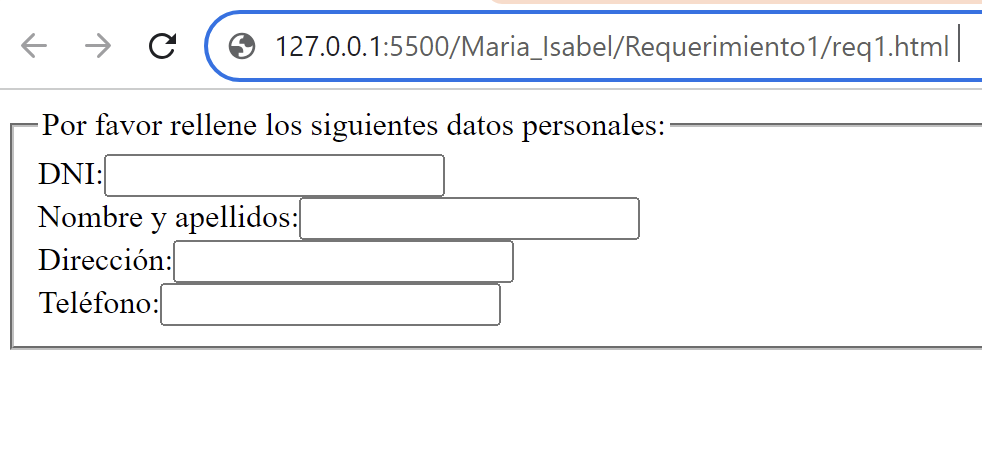 127.0.0.1:5500/Maria_Isabel/Requerimiento1/req1.html
Por favor rellene los siguientes datos personales:
DNI:
Nombre y apellidos:
Dirección:
Teléfono: